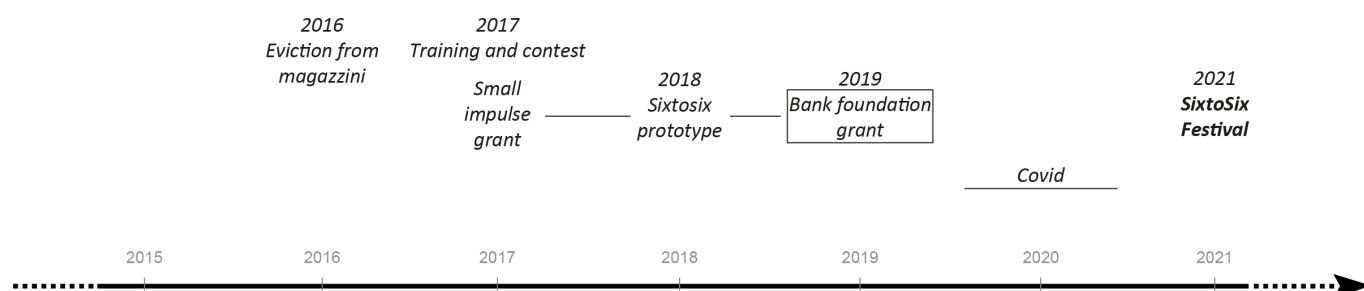 2016
Eviction from
magazzini
2017
Training and contest
Small
impulse
grant
2018
Sixtosix
prototype
2019
Bank foundation
grant
2021
SixtoSix
Festival
Covid
2015
2016
2017
2018
2019
2020
2021